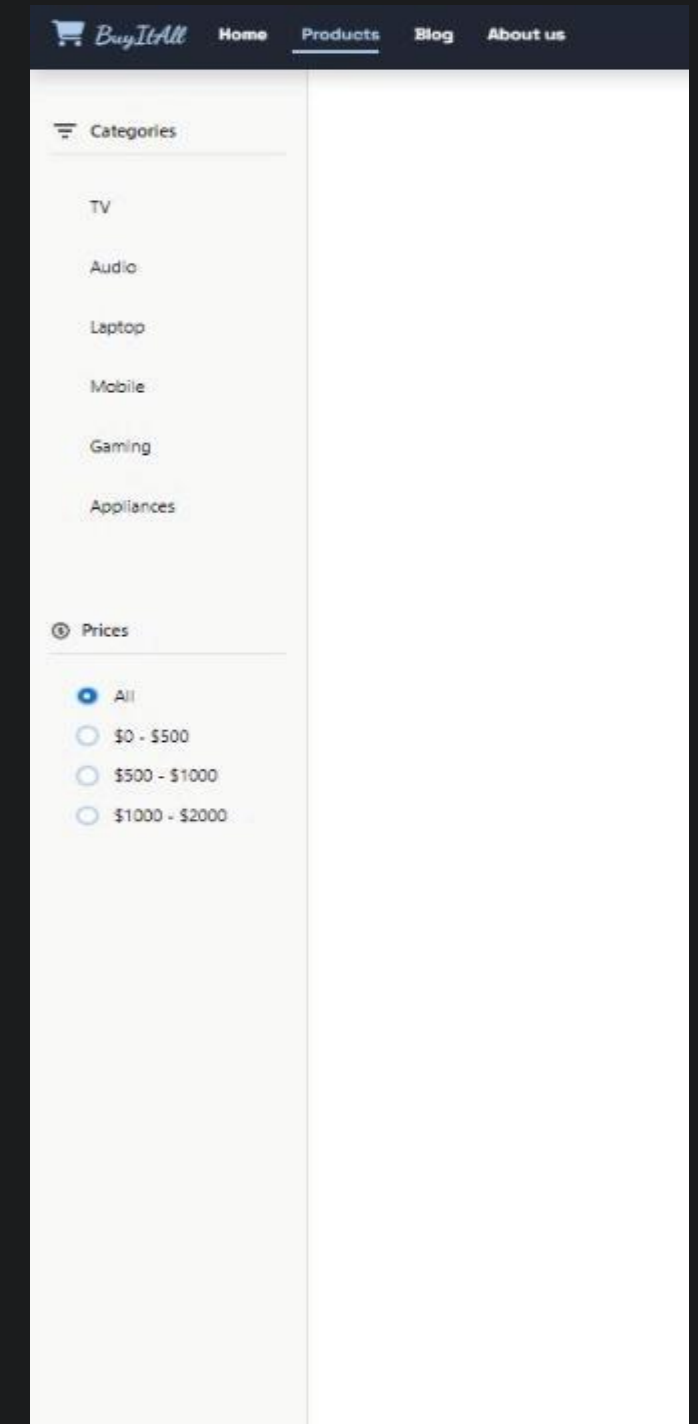 BuyItAll Home Products Blog About us
Categories
TV
Audio
Laptop
Mobile
Gaming
Appliances
Prices
All
$0 - $500
$500 - $1000
$1000 - $2000